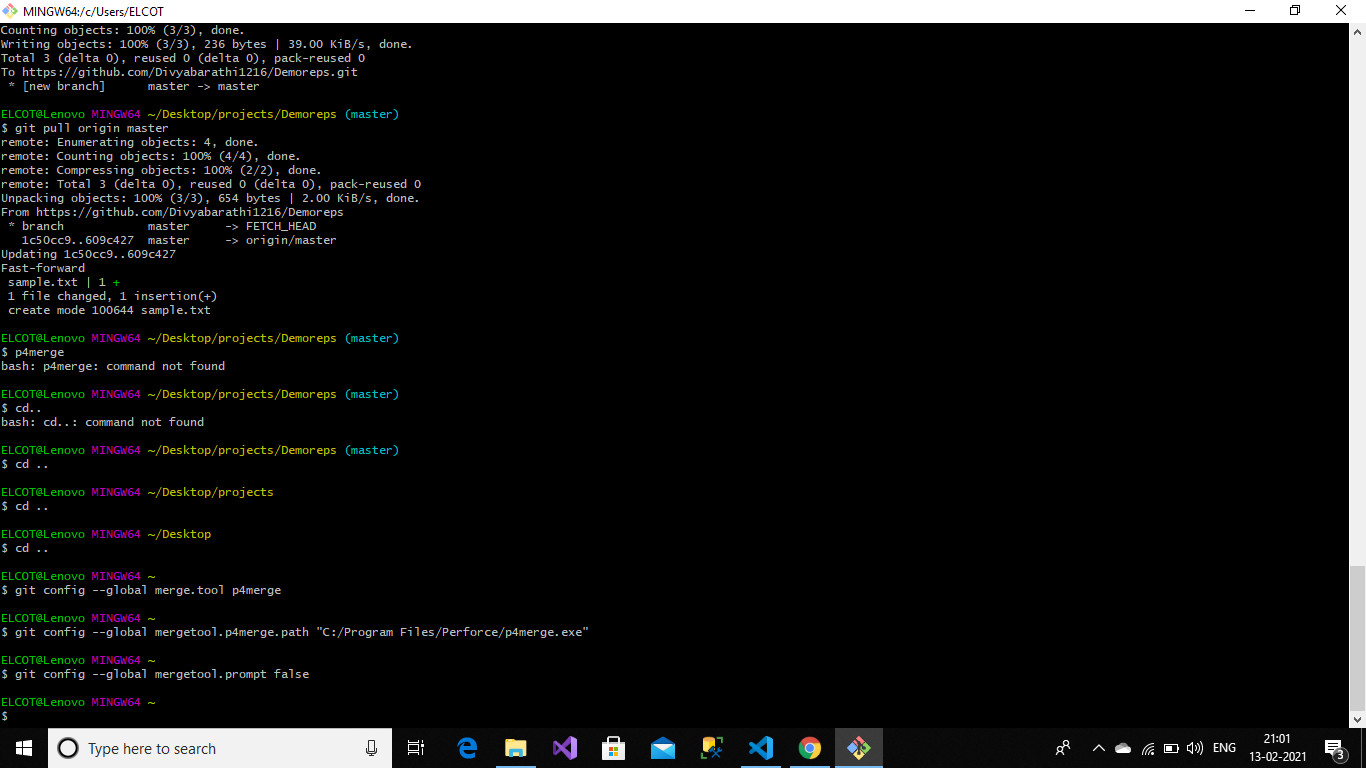 MINGW64:/c/Users/ELCOT
Counting objects: 100% (3/3), done.
Writing objects: 100% (3/3), 236 bytes | 39.00 KiB/s, done.
Total 3 (delta 0), reused 0 (delta 0), pack-reused 0
To https://github.com/Divyabarathi1216/Demoreps.git
 * [new branch]      master -> master
ELCOT@Lenovo MINGW64 ~/Desktop/projects/Demoreps (master)
$ git pull origin master
remote: Enumerating objects: 4, done.
remote: Counting objects: 100% (4/4), done.
remote: Compressing objects: 100% (2/2), done.
remote: Total 3 (delta 0), reused 0 (delta 0), pack-reused 0
Unpacking objects: 100% (3/3), 654 bytes | 2.00 KiB/s, done.
From https://github.com/Divyabarathi1216/Demoreps
 * branch            master     -> FETCH_HEAD
   1c50cc9..609c427  master     -> origin/master
Updating 1c50cc9..609c427
Fast-forward
 sample.txt | 1 +
 1 file changed, 1 insertion(+)
 create mode 100644 sample.txt
ELCOT@Lenovo MINGW64 ~/Desktop/projects/Demoreps (master)
$ p4merge
bash: p4merge: command not found
ELCOT@Lenovo MINGW64 ~/Desktop/projects/Demoreps (master)
$ cd..
bash: cd..: command not found
ELCOT@Lenovo MINGW64 ~/Desktop/projects/Demoreps (master)
$ cd ..
ELCOT@Lenovo MINGW64 ~/Desktop/projects
$ cd ..
ELCOT@Lenovo MINGW64 ~/Desktop
$ cd ..
ELCOT@Lenovo MINGW64 ~
$ git config --global merge.tool p4merge
ELCOT@Lenovo MINGW64 ~
$ git config --global mergetool.p4merge.path "C:/Program Files/Perforce/p4merge.exe"
ELCOT@Lenovo MINGW64 ~
$ git config --global mergetool.prompt false
ELCOT@Lenovo MINGW64 ~
$
Type here to search
ENG
21:01
13-02-2021
3